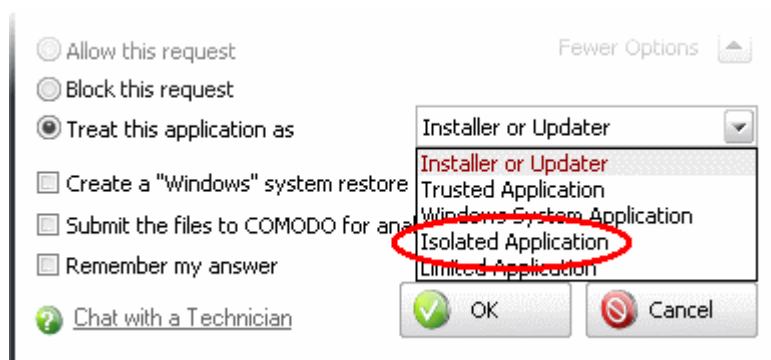 Allow this request
Fewer Options
Block this request
Treat this application as
Installer or Updater
Installer or Updater
Create a "Windows" system restore
Trusted Application
Windows System Application
Submit the files to COMODO for ana
Isolated Application
Remember my answer
Limited Application
Chat with a Technician
OK
Cancel